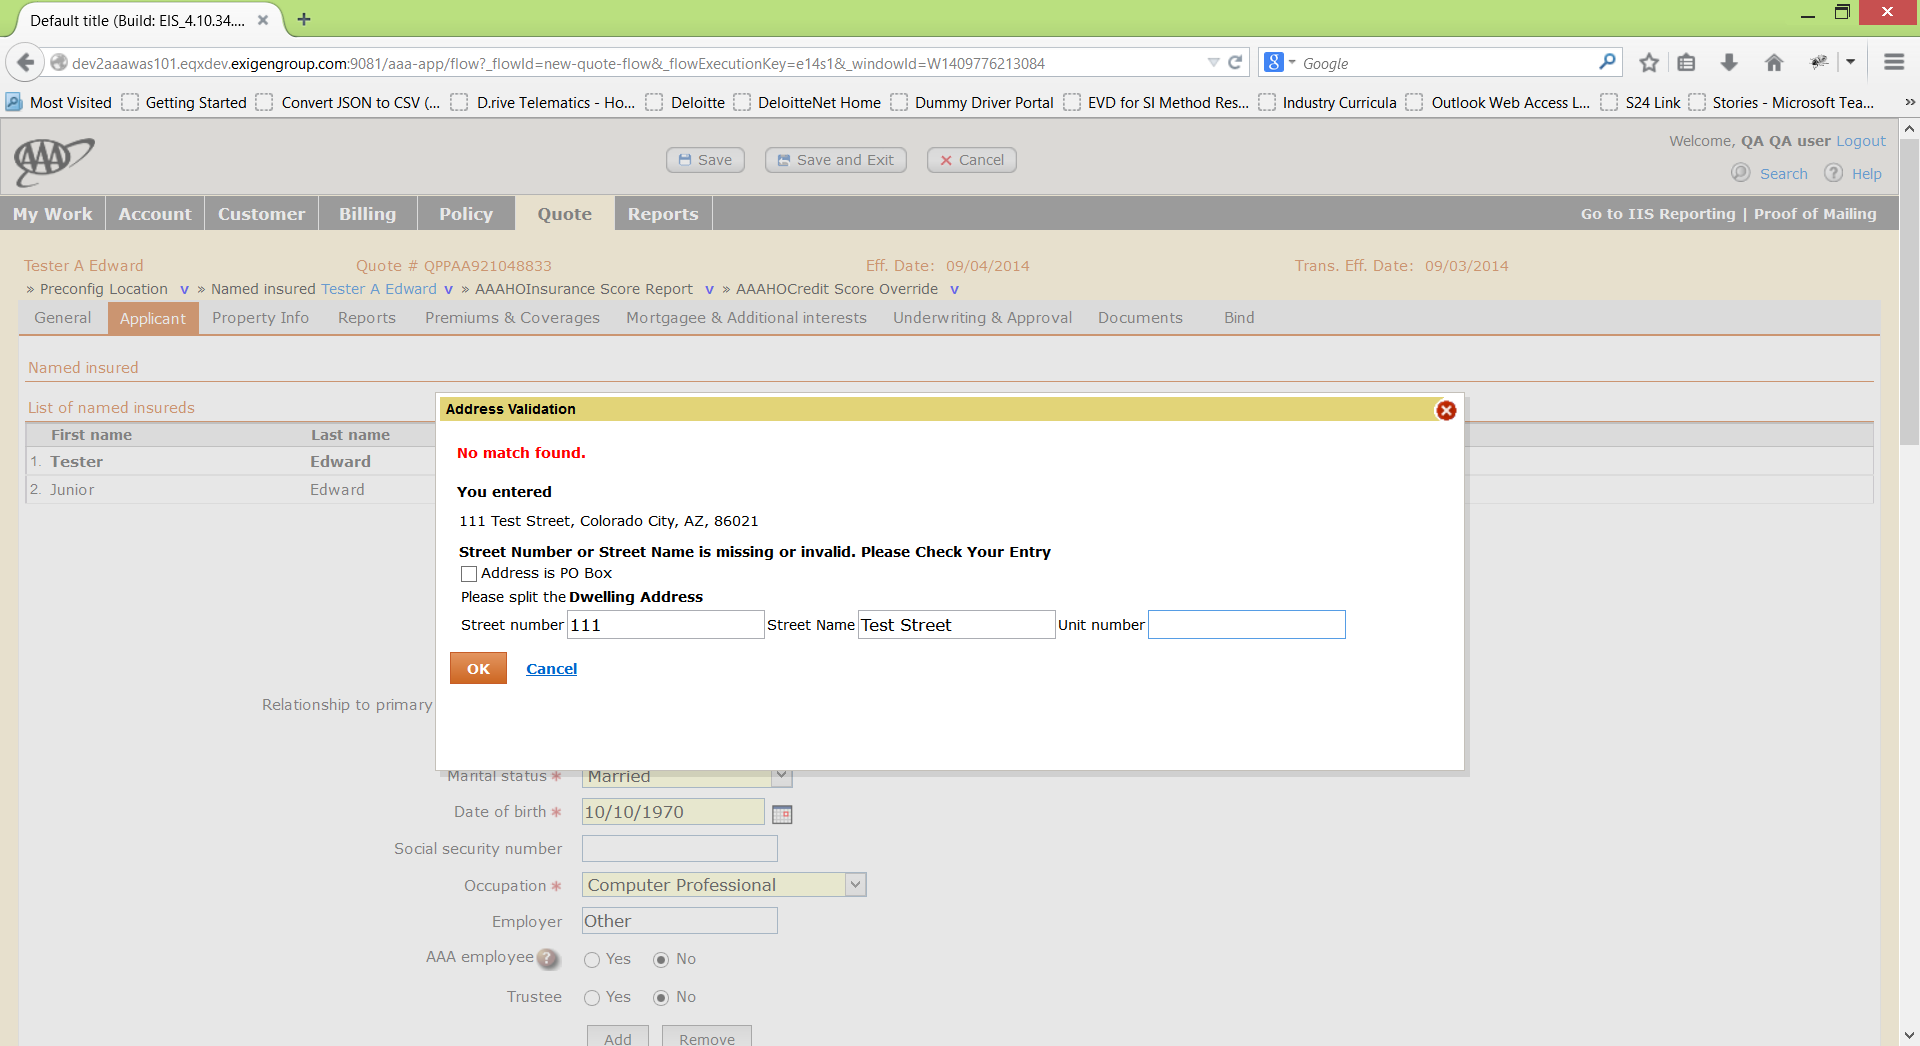 Default title (Build: EIS_4.10.34....
dev2aaawas101.eqxdev.exigengroup.com:9081/aaa-app/flow?_flowId=new-quote-flow&_flowExecutionKey=e14s1&_windowId=W1409776213084
8 Google
Most Visited Getting Started Convert JSON to CSV (... D.rive Telematics - Ho... Deloitte DeloitteNet Home Dummy Driver Portal EVD for SI Method Res... Industry Curricula Outlook Web Access L... S24 Link Stories - Microsoft Tea... »
AAA Save Save and Exit Cancel
Welcome, QA QA user Logout
Search ? Help
My Work Account Customer Billing Policy Quote Reports Go to IIS Reporting | Proof of Mailing
Tester A Edward Quote # QPPAA921048833 Eff. Date: 09/04/2014 Trans. Eff. Date: 09/03/2014
» Preconfig Location v » Named insured Tester A Edward v » AAAHOInsurance Score Report v » AAAHOCredit Score Override v
General Applicant Property Info Reports Premiums & Coverages Mortgagee & Additional interests Underwriting & Approval Documents Bind
Named insured
List of named insureds
First name Last name
1. Tester Edward
2. Junior Edward
Address Validation
No match found.
You entered
111 Test Street, Colorado City, AZ, 86021
Street Number or Street Name is missing or invalid. Please Check Your Entry
Address is PO Box
Please split the Dwelling Address
Street number 111 Street Name Test Street Unit number
OK Cancel
Relationship to primary
Marital status * Married
Date of birth * 10/10/1970
Social security number
Occupation * Computer Professional
Employer Other
AAA employee ? Yes No
Trustee Yes No
Add Remove